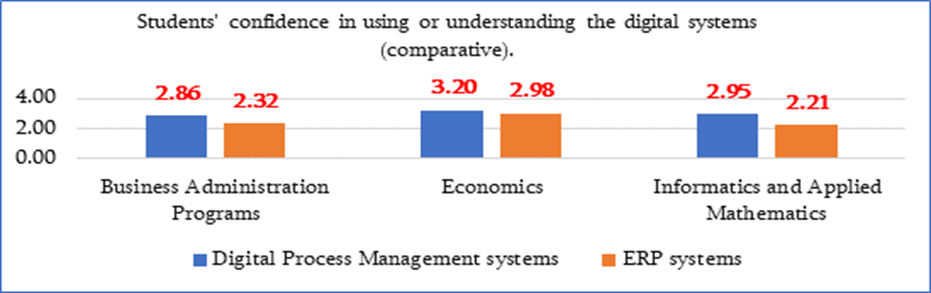 Students' confidence in using or understanding the digital systems
(comparative).
4.00
2.00
0.00
2.86
2.32
3.20
2.98
2.95
2.21
Business Administration
Programs
Economics
Informatics and Applied
Mathematics
Digital Process Management systems
ERP systems